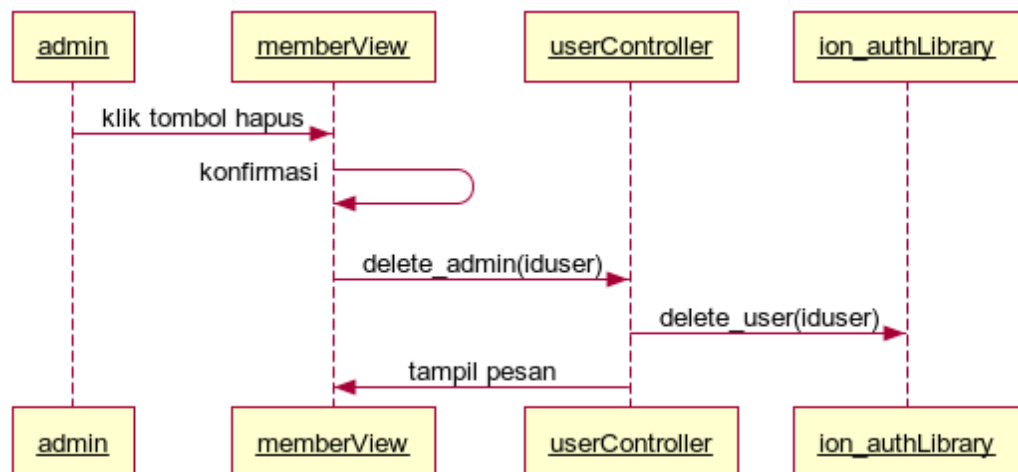 admin
memberView
userController
ion_authLibrary
klik tombol hapus
konfirmasi
delete_admin(iduser)
delete_user(iduser)
tampil pesan
admin
memberView
userController
ion_authLibrary